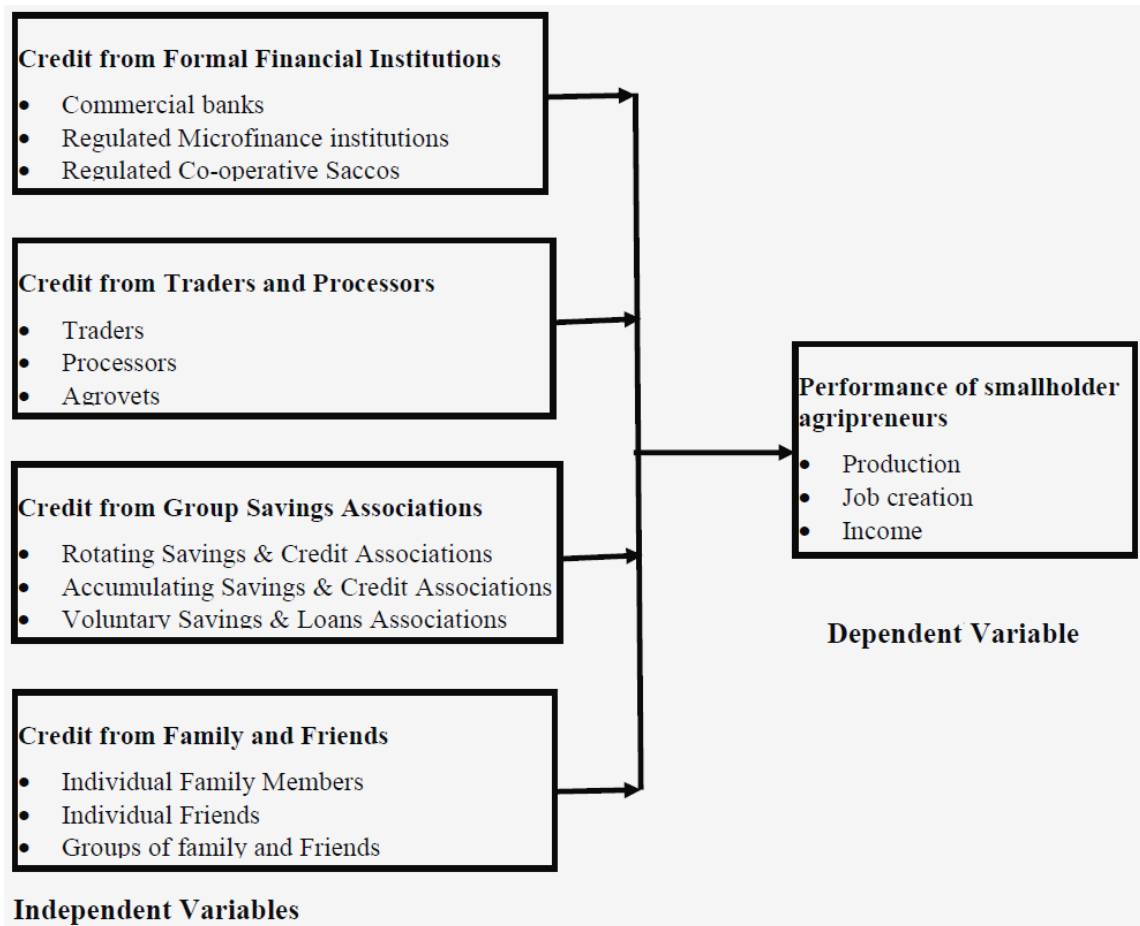 Credit from Formal Financial Institutions
• Commercial banks
• Regulated Microfinance institutions
• Regulated Co-operative Saccos
Credit from Traders and Processors
• Traders
• Processors
• Agrovets
Credit from Group Savings Associations
• Rotating Savings & Credit Associations
• Accumulating Savings & Credit Associations
• Voluntary Savings & Loans Associations
Credit from Family and Friends
• Individual Family Members
• Individual Friends
• Groups of family and Friends
Independent Variables
Performance of smallholder
agripreneurs
• Production
• Job creation
• Income
Dependent Variable